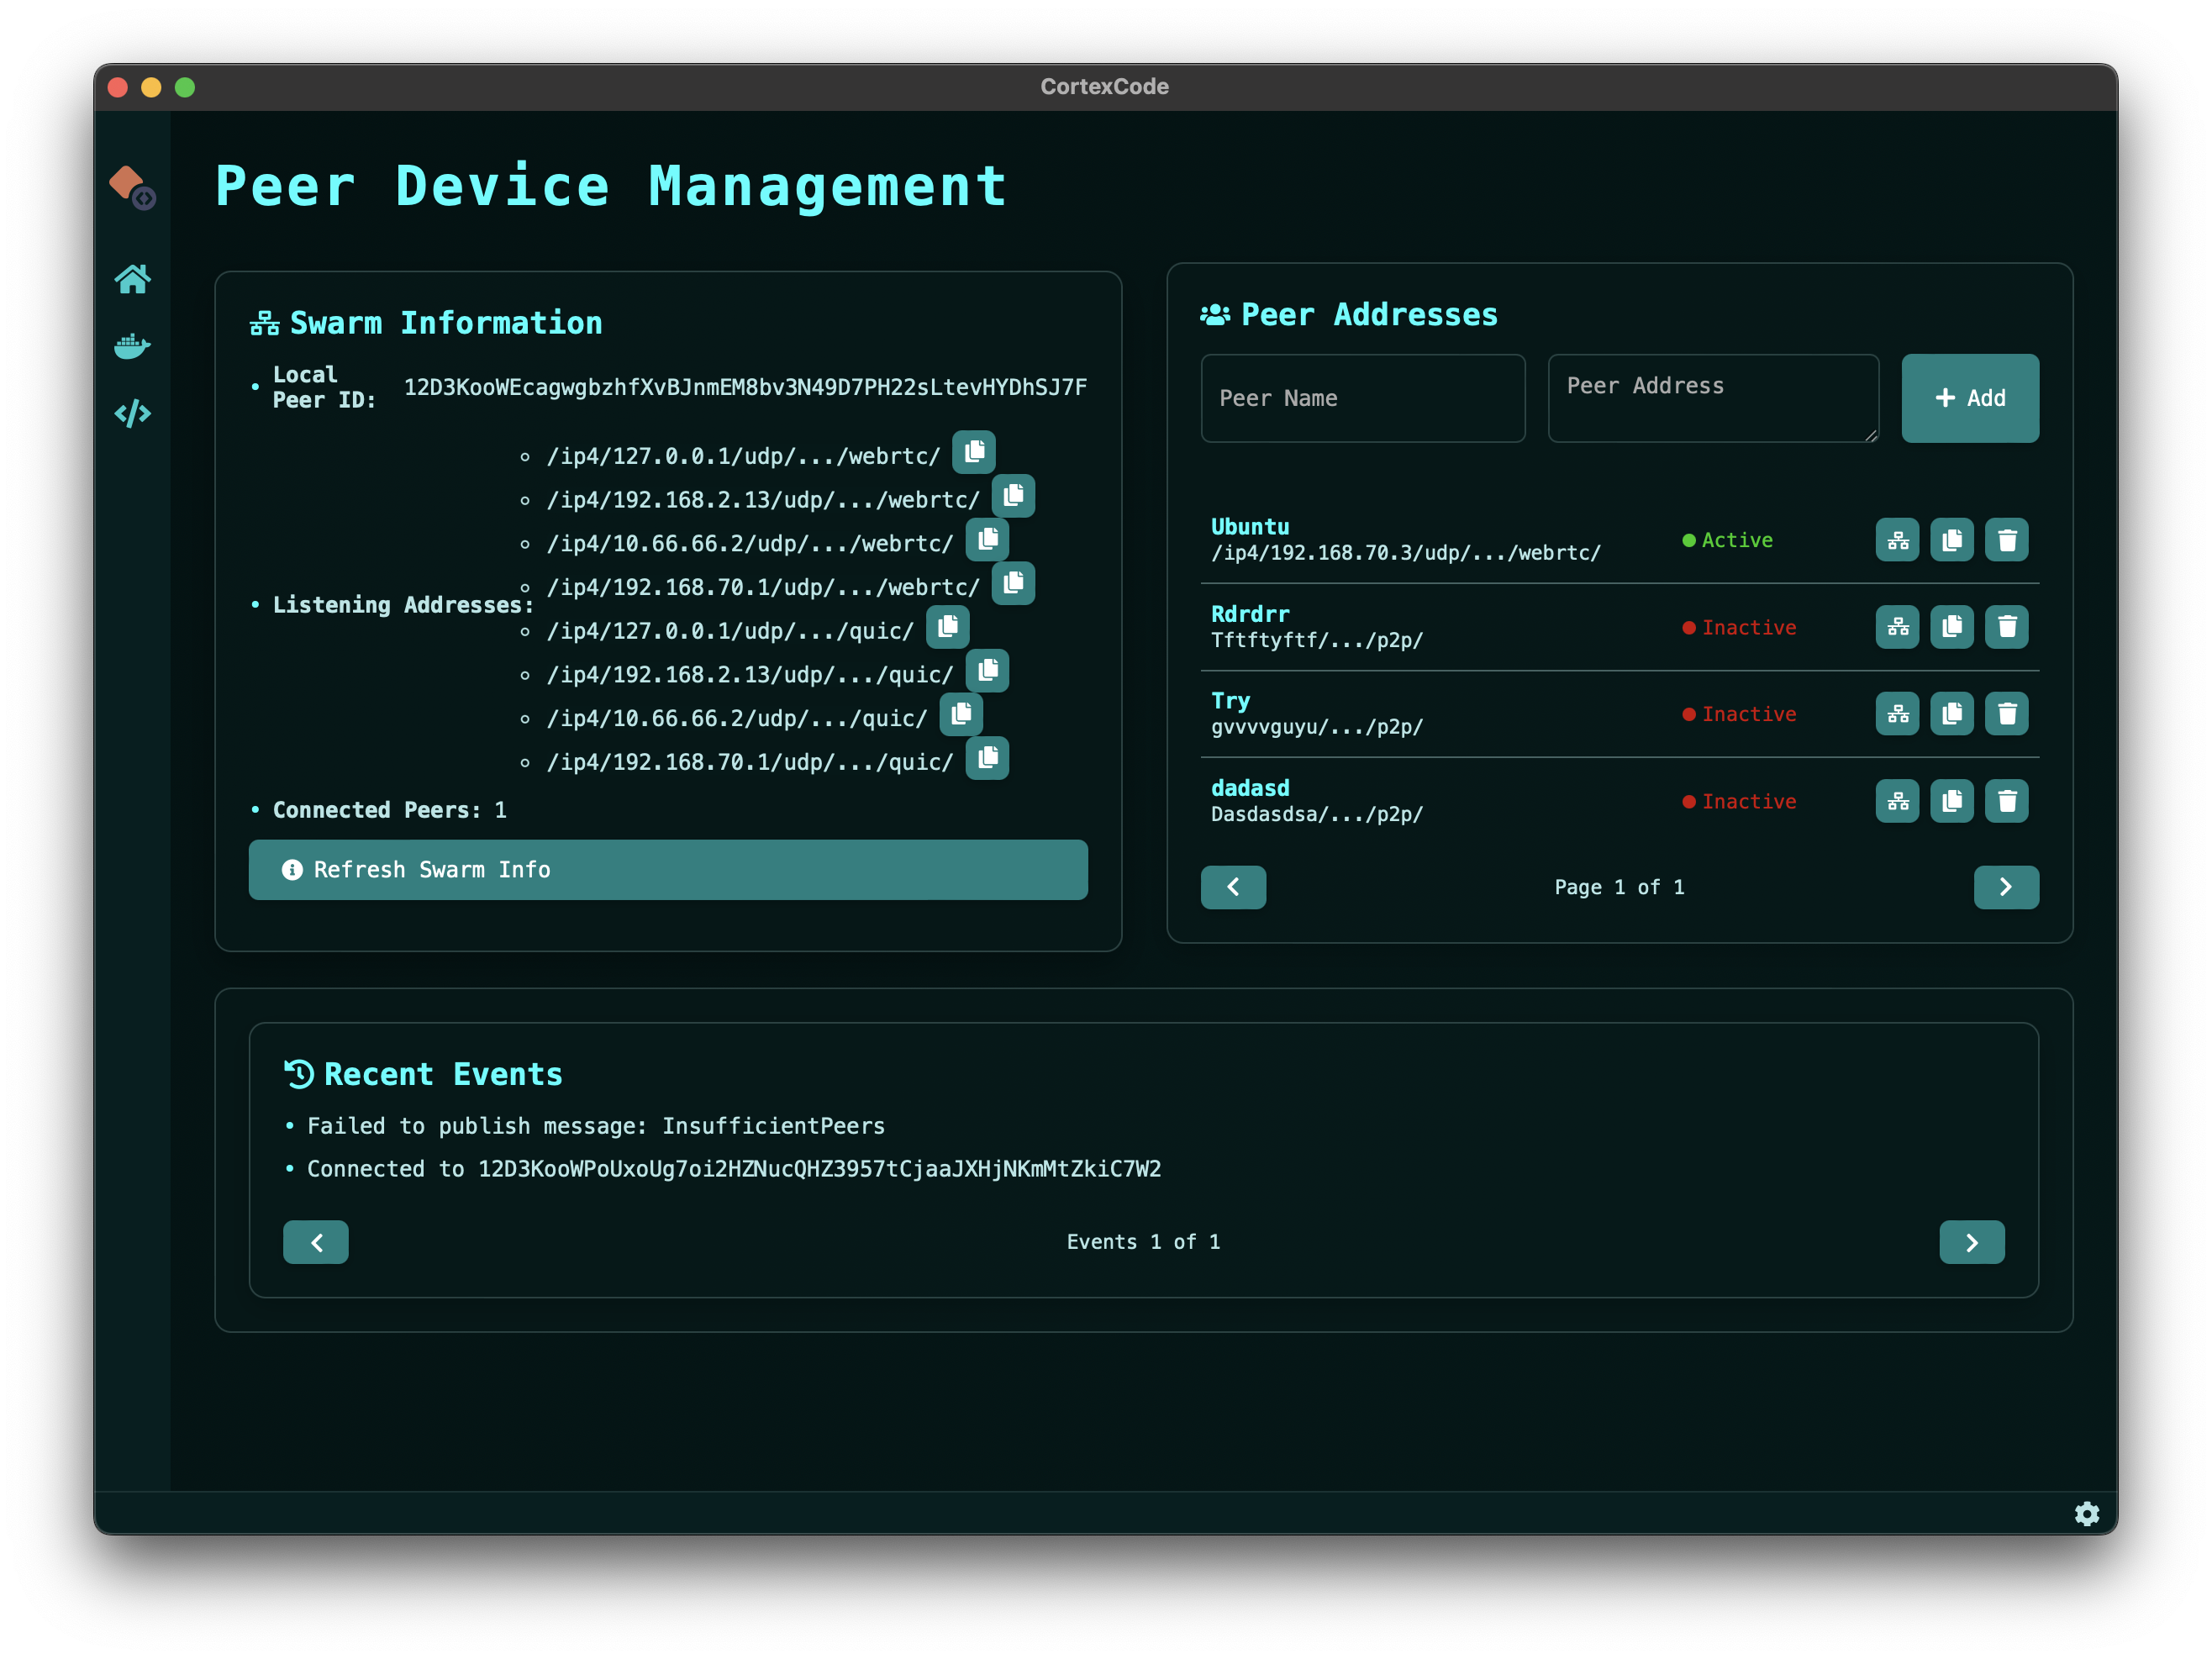 CortexCode
Peer Device Management
Swarm Information
Local
Peer ID:
12D3KooWEcagwgbzhfXvBJnmEM8bv3N49D7PH22sLtevHYDhSJ7F
Listening Addresses:
/ip4/127.0.0.1/udp/.../webrtc/
/ip4/192.168.2.13/udp/.../webrtc/
/ip4/10.66.66.2/udp/.../webrtc/
/ip4/192.168.70.1/udp/.../webrtc/
/ip4/127.0.0.1/udp/.../quic/
/ip4/192.168.2.13/udp/.../quic/
/ip4/10.66.66.2/udp/.../quic/
/ip4/192.168.70.1/udp/.../quic/
Connected Peers: 1
Refresh Swarm Info
Peer Addresses
Peer Name
Peer Address
Add
Ubuntu
/ip4/192.168.70.3/udp/.../webrtc/
Active
Rdrdrr
Tftftyftf/.../p2p/
Inactive
Try
gvvvvguyu/.../p2p/
Inactive
dadasd
Dasdasdsa/.../p2p/
Inactive
Page 1 of 1
Recent Events
Failed to publish message: InsufficientPeers
Connected to 12D3KooWPoUxoUg7oi2HZNucQHZ3957tCjaaJXHjNKmMtZkiC7W2
Events 1 of 1